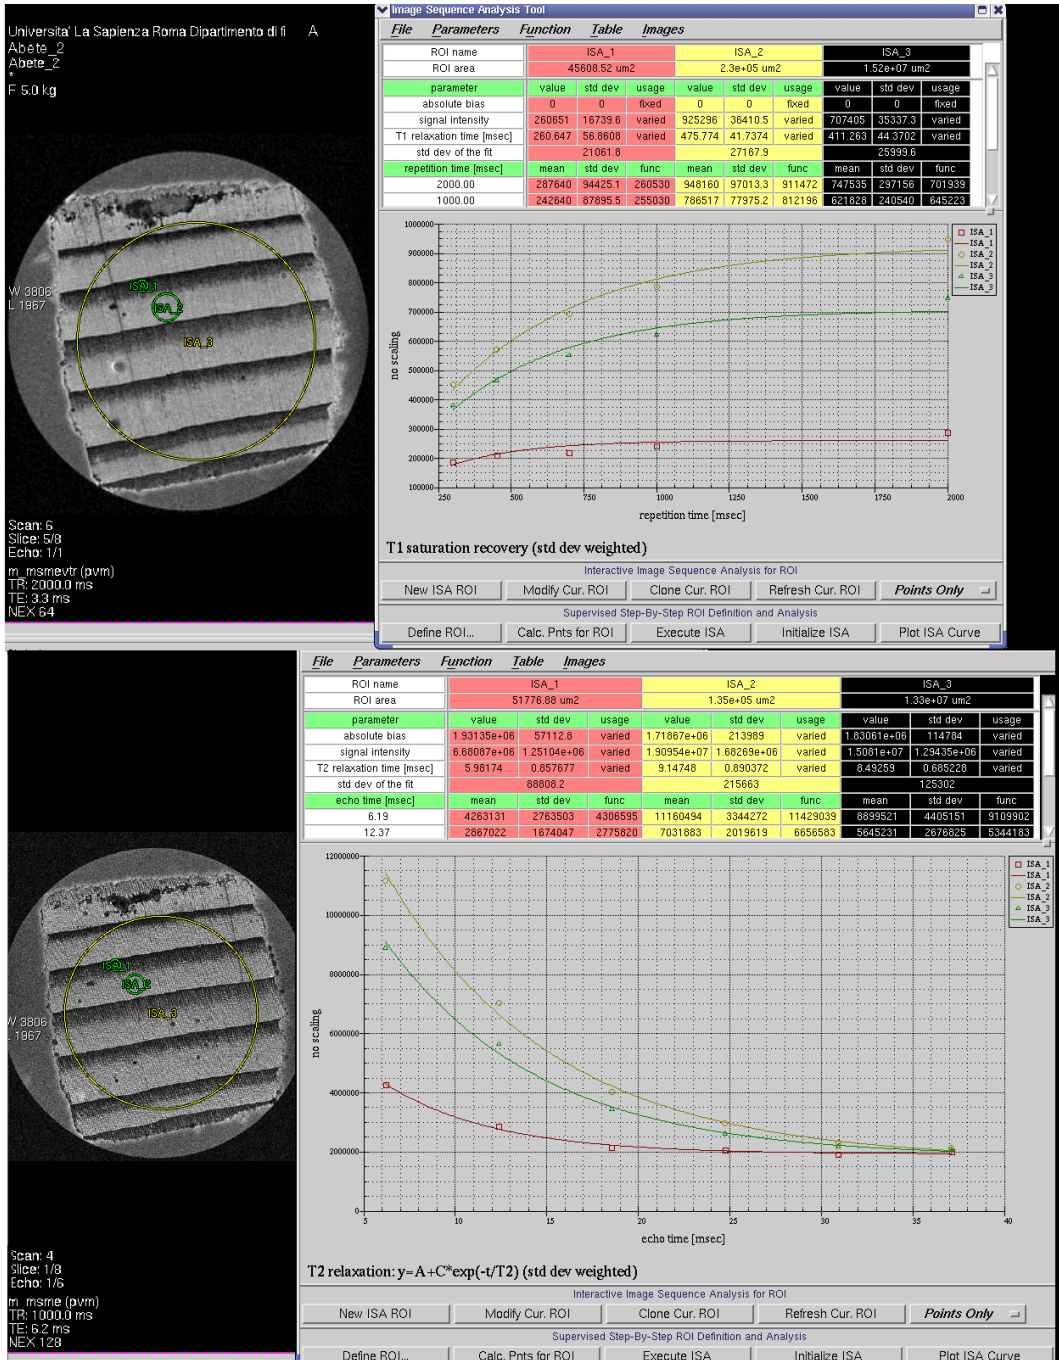 Universita' La Sapienza Roma Dipartimento di fi A
Abete_2
Abete_2
*
F 5.0 kg
W 3806
L 1967
ISA_1
ISA_2
ISA_3
Scan: 6
Slice: 5/8
Echo: 1/1
m_msmevtr (pvm)
TR: 2000.0 ms
TE: 3.3 ms
NEX 64
Image Sequence Analysis Tool
File Parameters Function Table Images
ROI name ISA_1 ISA_2 ISA_3
ROI area 45608.52 um2 2.3e+05 um2 1.52e+07 um2
parameter value std dev usage value std dev usage value std dev usage
absolute bias 0 0 fixed 0 0 fixed 0 0 fixed
signal intensity 260651 16739.6 varied 925296 36410.5 varied 707405 35337.3 varied
T1 relaxation time [msec] 260.647 56.8608 varied 475.774 41.7374 varied 411.263 44.3702 varied
std dev of the fit 21061.8 27167.9 25999.6
repetition time [msec] mean std dev func mean std dev func mean std dev func
2000.00 287640 94425.1 260530 948160 97013.3 911472 747535 297156 701939
1000.00 242640 87895.5 255030 786517 77975.2 812196 621828 240540 645223
1000000
900000
800000
700000
600000
500000
400000
300000
200000
100000
no scaling
ISA_1
ISA_1
ISA_2
ISA_2
ISA_3
ISA_3
250 500 750 1000 1250 1500 1750 2000
repetition time [msec]
T1 saturation recovery (std dev weighted)
Interactive Image Sequence Analysis for ROI
New ISA ROI Modify Cur. ROI Clone Cur. ROI Refresh Cur. ROI Points Only
Supervised Step-By-Step ROI Definition and Analysis
Define ROI... Calc. Pnts for ROI Execute ISA Initialize ISA Plot ISA Curve
W 3806
L 1967
ISA_1
ISA_2
ISA_3
Scan: 4
Slice: 1/8
Echo: 1/6
m_msme (pvm)
TR: 1000.0 ms
TE: 6.2 ms
NEX 128
File Parameters Function Table Images
ROI name ISA_1 ISA_2 ISA_3
ROI area 51776.88 um2 1.35e+05 um2 1.33e+07 um2
parameter value std dev usage value std dev usage value std dev usage
absolute bias 1.93135e+06 57112.8 varied 1.71867e+06 213989 varied 1.83061e+06 114784 varied
signal intensity 6.68087e+06 1.25104e+06 varied 1.90954e+07 1.68269e+06 varied 1.5081e+07 1.29435e+06 varied
T2 relaxation time [msec] 5.98174 0.857677 varied 9.14748 0.890372 varied 8.49259 0.685228 varied
std dev of the fit 88808.2 215663 125302
echo time [msec] mean std dev func mean std dev func mean std dev func
6.19 4263131 2763503 4306595 11160494 3344272 11429039 8899521 4405151 9109902
12.37 2867022 1674047 2775820 7031883 2019619 6656583 5645231 2676825 5344183
12000000
10000000
8000000
6000000
4000000
2000000
0
no scaling
ISA_1
ISA_1
ISA_2
ISA_2
ISA_3
ISA_3
5 10 15 20 25 30 35 40
echo time [msec]
T2 relaxation: y=A+C*exp(-t/T2) (std dev weighted)
Interactive Image Sequence Analysis for ROI
New ISA ROI Modify Cur. ROI Clone Cur. ROI Refresh Cur. ROI Points Only
Supervised Step-By-Step ROI Definition and Analysis
Define ROI... Calc. Pnts for ROI Execute ISA Initialize ISA Plot ISA Curve